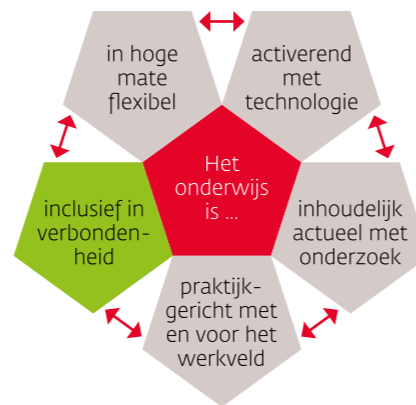 in hoge
mate
flexibel
activerend
met
technologie
Het
onderwijs
is ...
inclusief in
verbonden-
heid
inhoudelijk
actueel met
onderzoek
praktijk-
gericht met
en voor het
werkveld